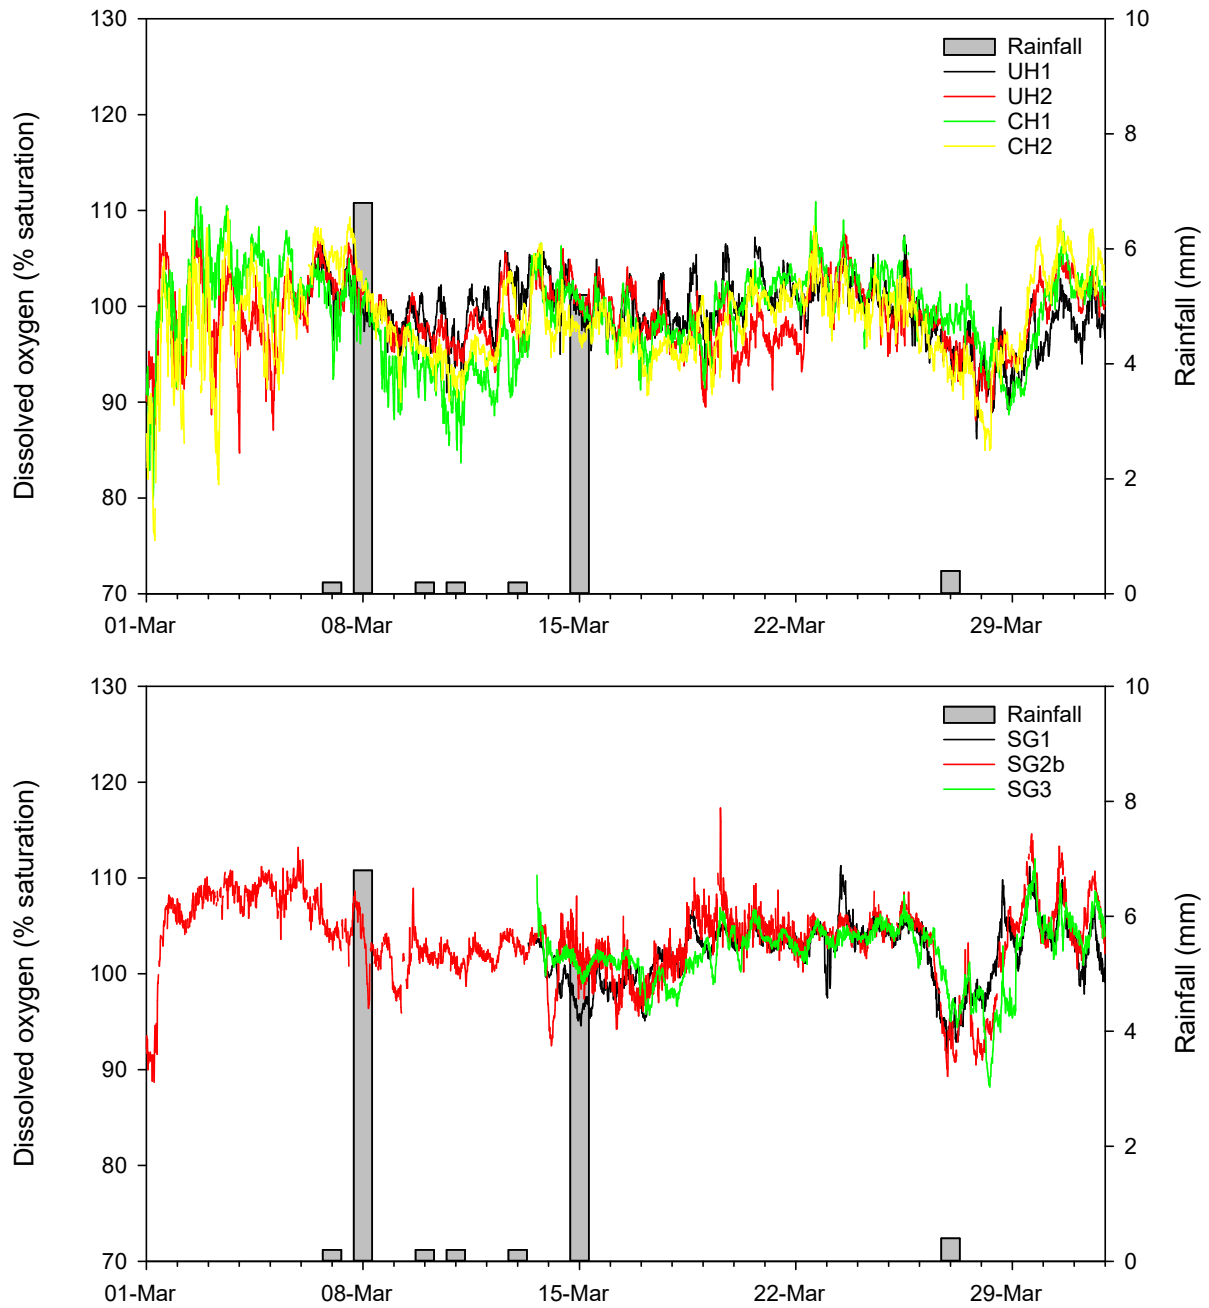 130
120
110
100
90
80
70
Dissolved oxygen (% saturation)
10
8
6
4
2
0
Rainfall (mm)
Rainfall
UH1
UH2
CH1
CH2
01-Mar
08-Mar
15-Mar
22-Mar
29-Mar
130
120
110
100
90
80
70
Dissolved oxygen (% saturation)
10
8
6
4
2
0
Rainfall (mm)
Rainfall
SG1
SG2b
SG3
01-Mar
08-Mar
15-Mar
22-Mar
29-Mar